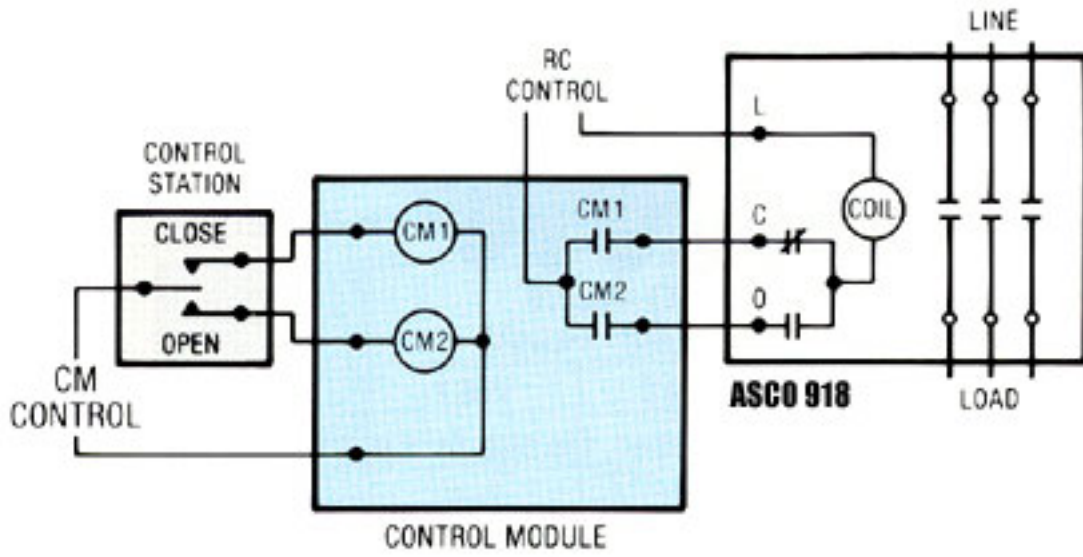 LINE
RC
CONTROL
L
CONTROL
STATION
CLOSE
CM1
CM1
C
COIL
CM2
OPEN
CM2
O
CM
CONTROL
ASCO 918
LOAD
CONTROL MODULE